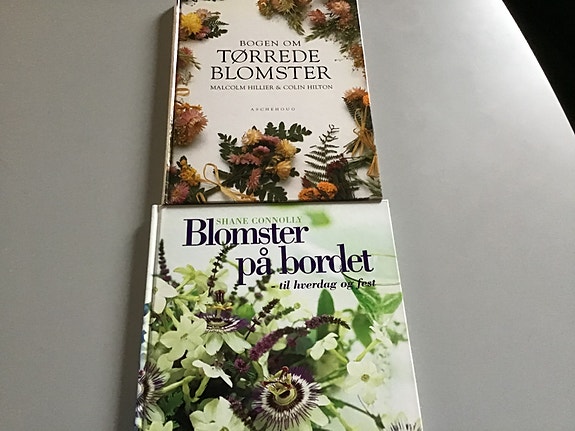 BOGEN OM
TØRREDE
BLOMSTER
MALCOLM HILLIER & COLIN HILTON
ASCHEHOUG
SHANE CONNOLLY
Blomster
på bordet
- til hverdag og fest